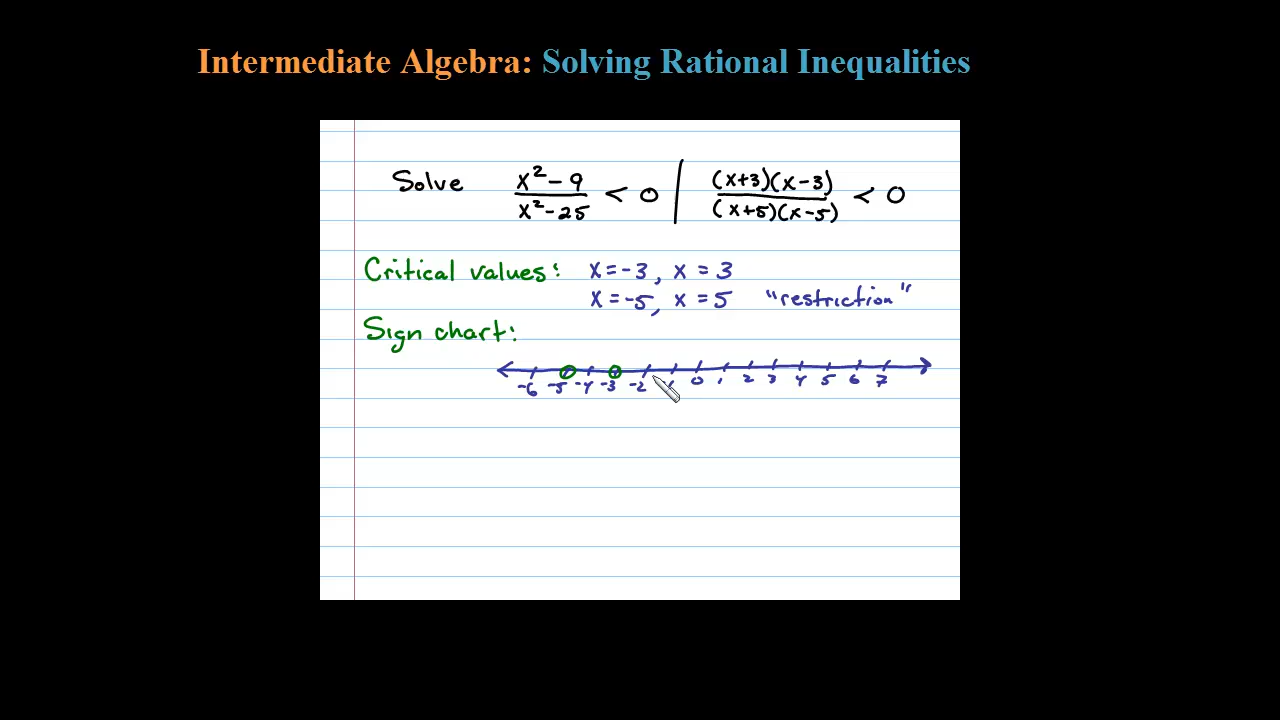 Intermediate Algebra: Solving Rational Inequalities
Solve x² - 9 / x² - 25 < 0 | (x+3)(x-3) / (x+5)(x-5) < 0
Critical values: x = -3, x = 3
x = -5, x = 5 "restriction"
Sign chart:
-6 -5 -4 -3 -2 -1 0 1 2 3 4 5 6 7